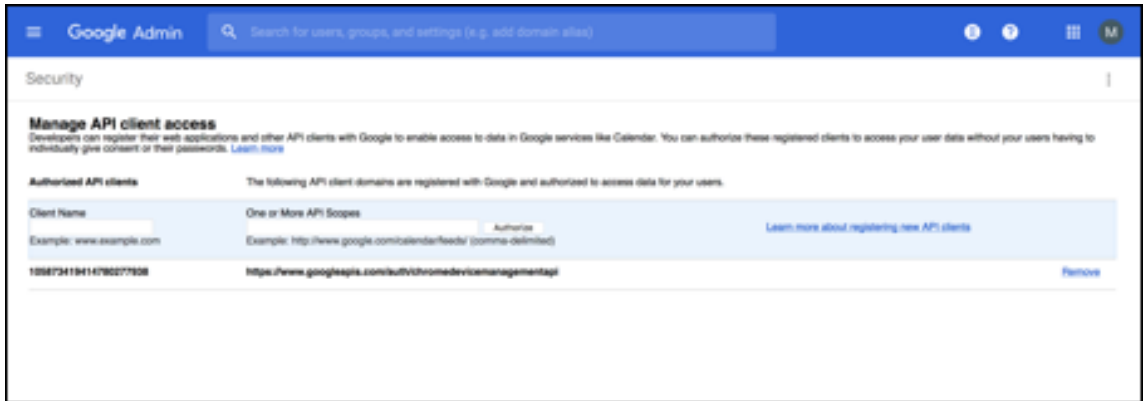 Google Admin
Search for users, groups, and settings (e.g. add domain alias)
M
Security
Manage API client access
Developers can register their web applications and other API clients with Google to enable access to data in Google services like Calendar. You can authorize these registered clients to access your user data without your users having to
individually give consent or their passwords. Learn more
Authorized API clients The following API client domains are registered with Google and authorized to access data for your users.
Client Name One or More API Scopes
Authorize Learn more about registering new API clients
Example: www.example.com Example: http://www.google.com/calendar/feeds/ (comma-delimited)
https://www.googleapis.com/auth/chromedevicemanagementapi Remove